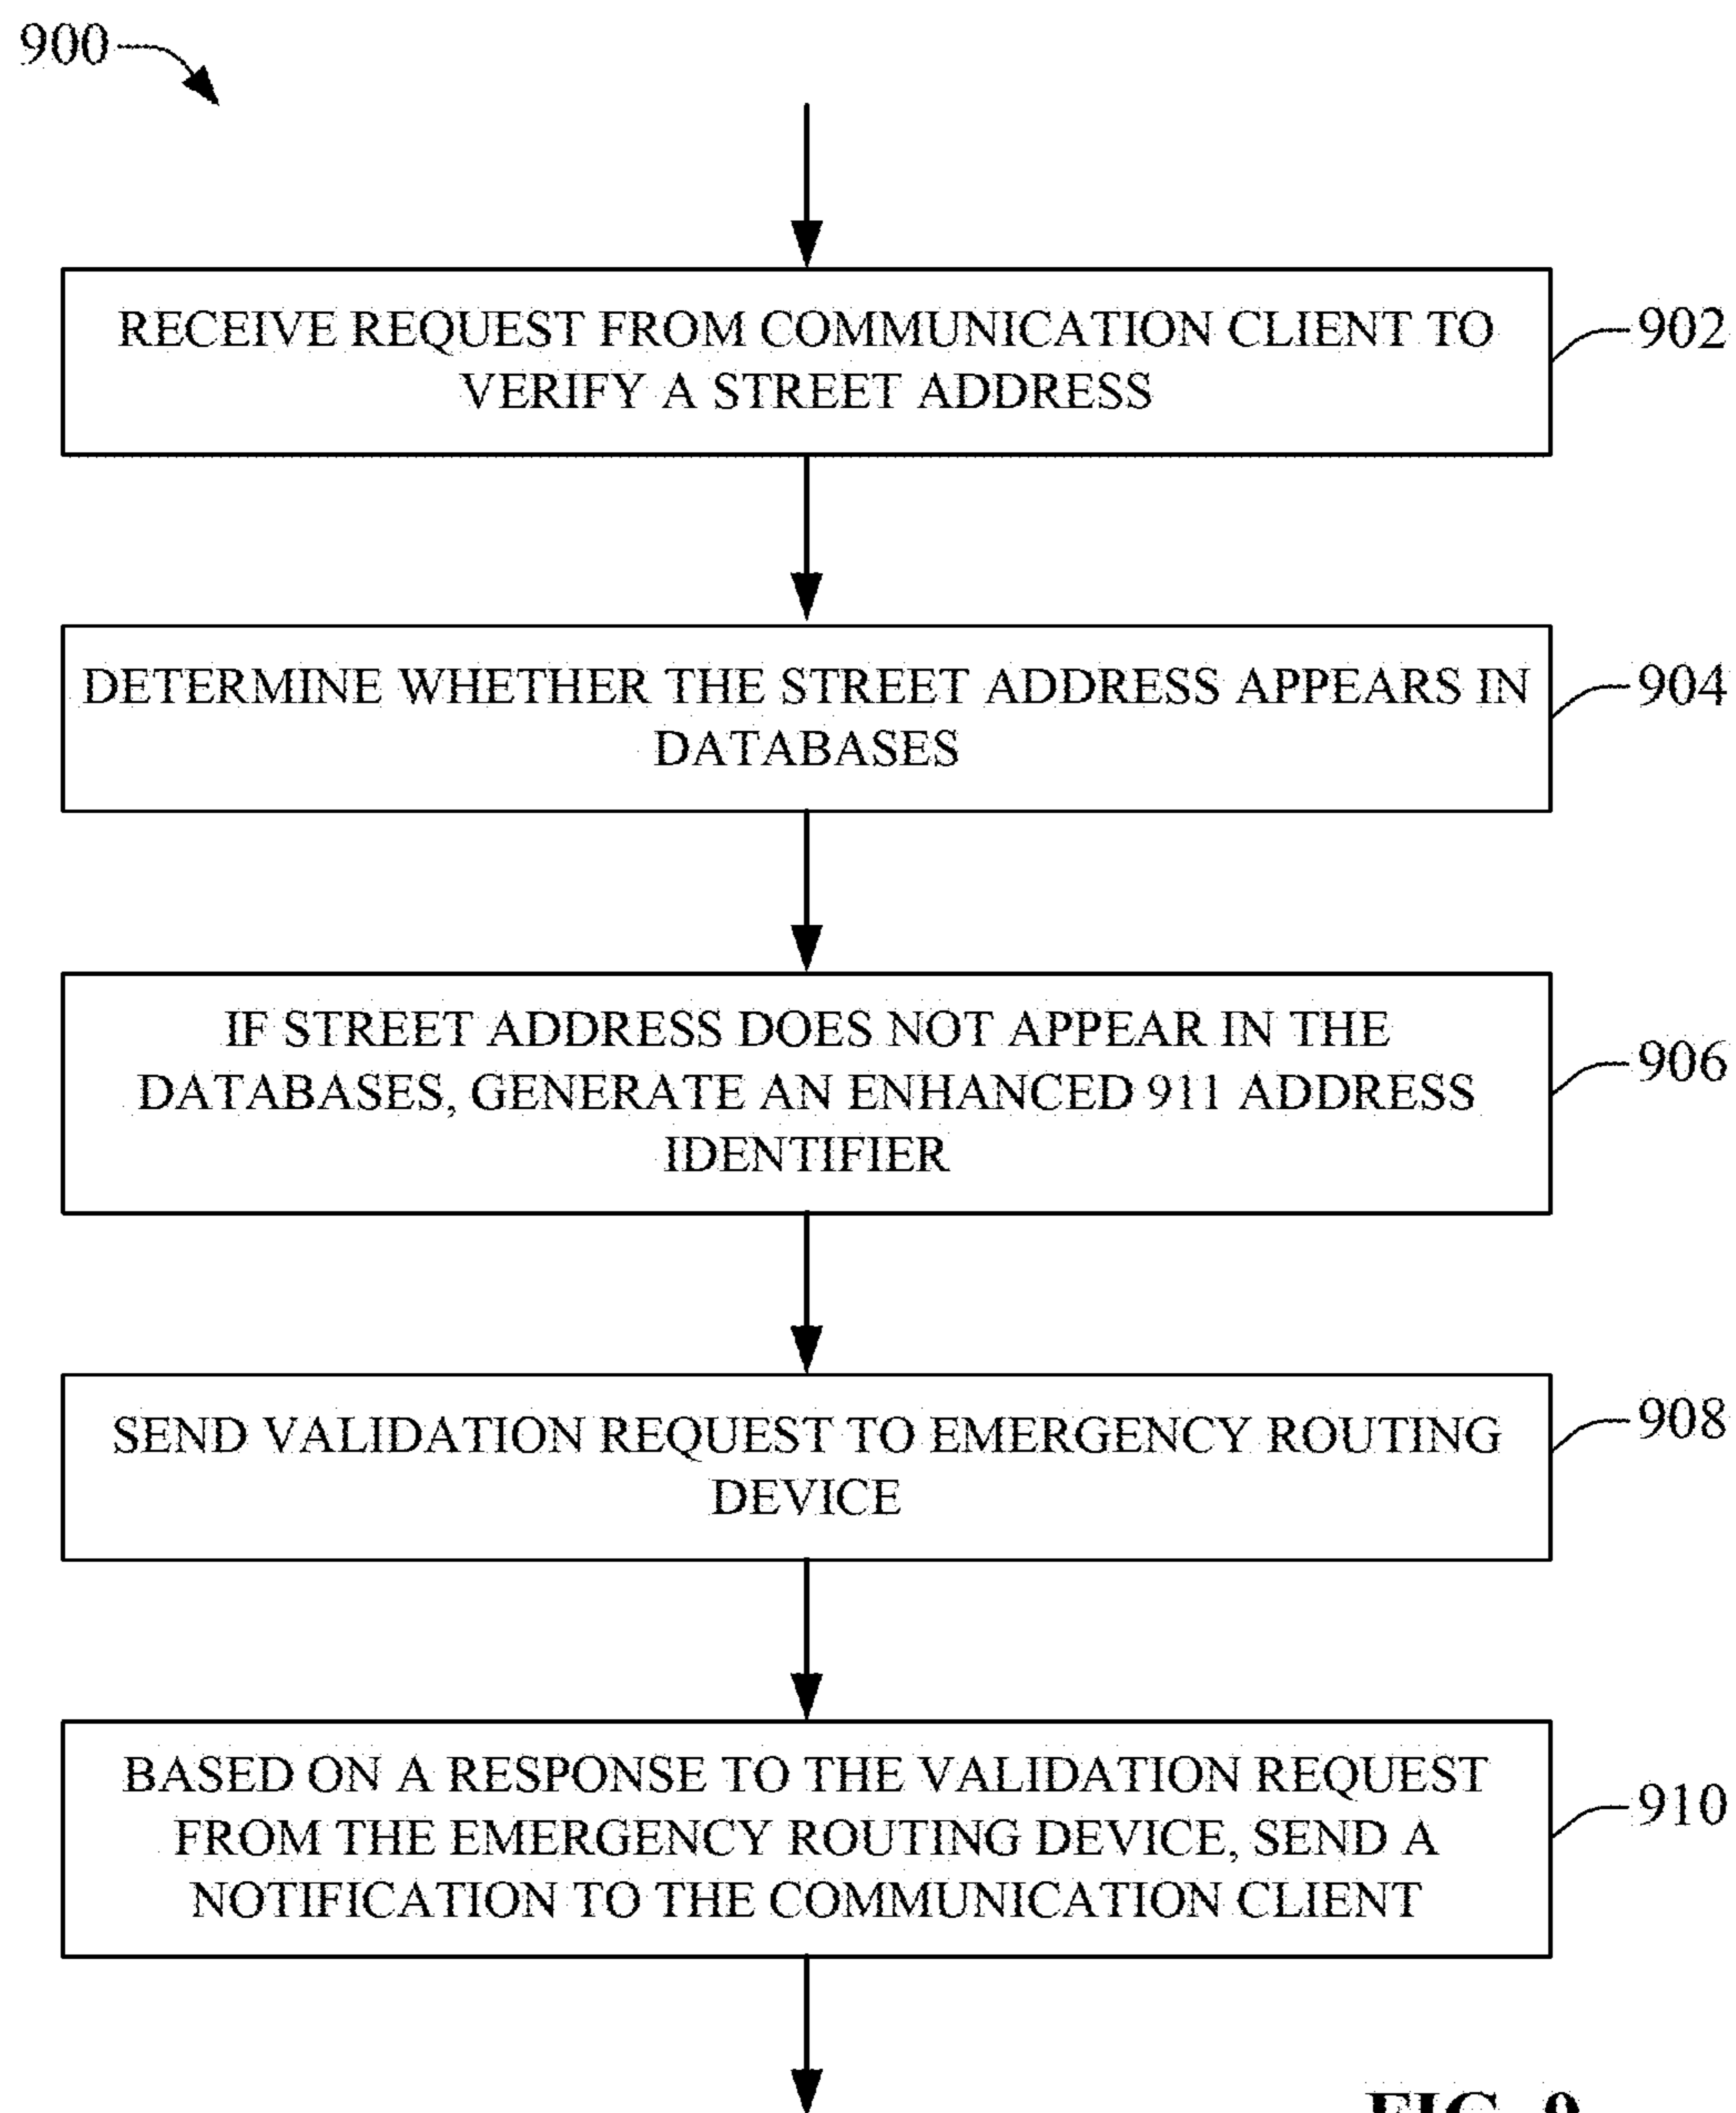 900
RECEIVE REQUEST FROM COMMUNICATION CLIENT TO
VERIFY A STREET ADDRESS
902
DETERMINE WHETHER THE STREET ADDRESS APPEARS IN
DATABASES
904
IF STREET ADDRESS DOES NOT APPEAR IN THE
DATABASES, GENERATE AN ENHANCED 911 ADDRESS
IDENTIFIER
906
SEND VALIDATION REQUEST TO EMERGENCY ROUTING
DEVICE
908
BASED ON A RESPONSE TO THE VALIDATION REQUEST
FROM THE EMERGENCY ROUTING DEVICE, SEND A
NOTIFICATION TO THE COMMUNICATION CLIENT
910
FIG. 9